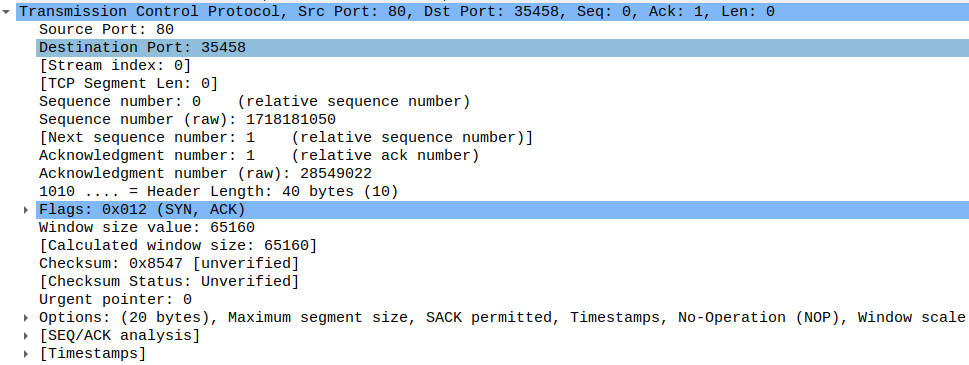 Transmission Control Protocol, Src Port: 80, Dst Port: 35458, Seq: 0, Ack: 1, Len: 0
Source Port: 80
Destination Port: 35458
[Stream index: 0]
[TCP Segment Len: 0]
Sequence number: 0    (relative sequence number)
Sequence number (raw): 1718181050
[Next sequence number: 1    (relative sequence number)]
Acknowledgment number: 1    (relative ack number)
Acknowledgment number (raw): 28549022
1010 .... = Header Length: 40 bytes (10)
Flags: 0x012 (SYN, ACK)
Window size value: 65160
[Calculated window size: 65160]
Checksum: 0x8547 [unverified]
[Checksum Status: Unverified]
Urgent pointer: 0
Options: (20 bytes), Maximum segment size, SACK permitted, Timestamps, No-Operation (NOP), Window scale
[SEQ/ACK analysis]
[Timestamps]